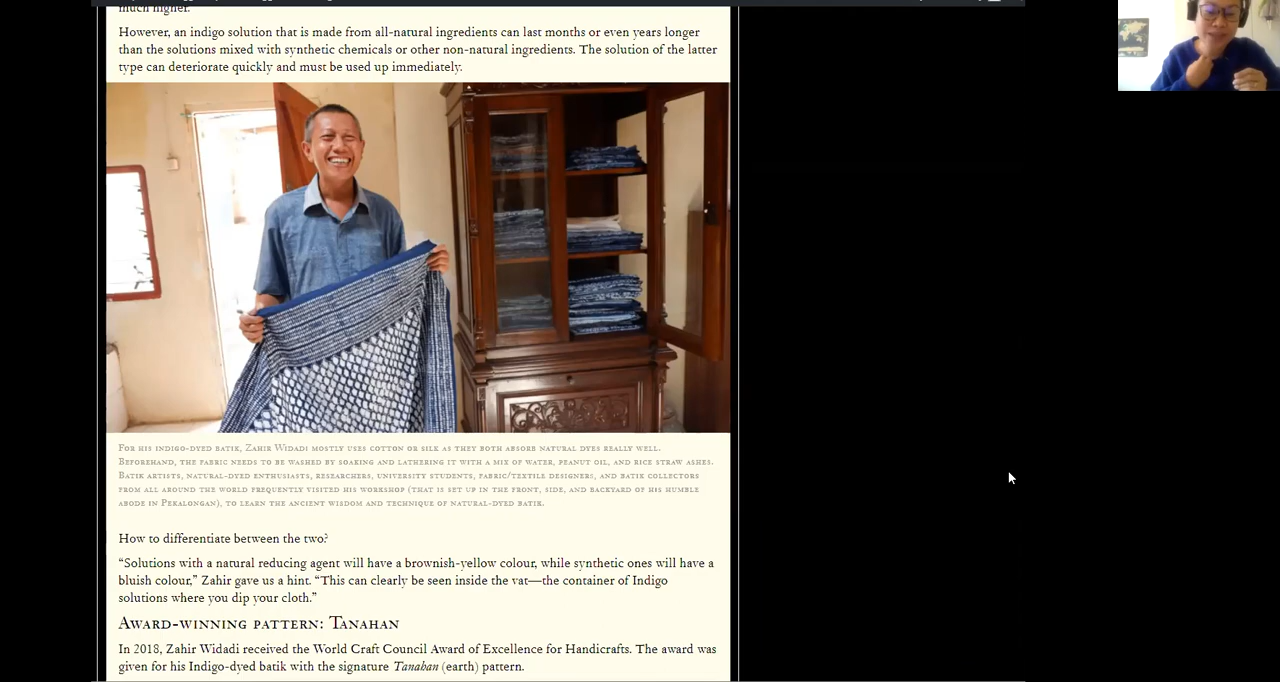 much higher.
However, an indigo solution that is made from all-natural ingredients can last months or even years longer
than the solutions mixed with synthetic chemicals or other non-natural ingredients. The solution of the latter
type can deteriorate quickly and must be used up immediately.
For his indigo-dyed batik, Zahir Widadi mostly uses cotton or silk as they both absorb natural dyes really well.
Beforehand, the fabric needs to be washed by soaking and lathering it with a mix of water, peanut oil, and rice straw ashes.
Batik artists, natural-dyed enthusiasts, researchers, university students, fabric/textile designers, and batik collectors
from all around the world frequently visited his workshop (that is set up in the front, side, and backyard of his humble
abode in Pekalongan), to learn the ancient wisdom and technique of natural-dyed batik.
How to differentiate between the two?
“Solutions with a natural reducing agent will have a brownish-yellow colour, while synthetic ones will have a
bluish colour,” Zahir gave us a hint. “This can clearly be seen inside the vat—the container of Indigo
solutions where you dip your cloth.”
Award-winning pattern: Tanahan
In 2018, Zahir Widadi received the World Craft Council Award of Excellence for Handicrafts. The award was
given for his Indigo-dyed batik with the signature Tanahan (earth) pattern.